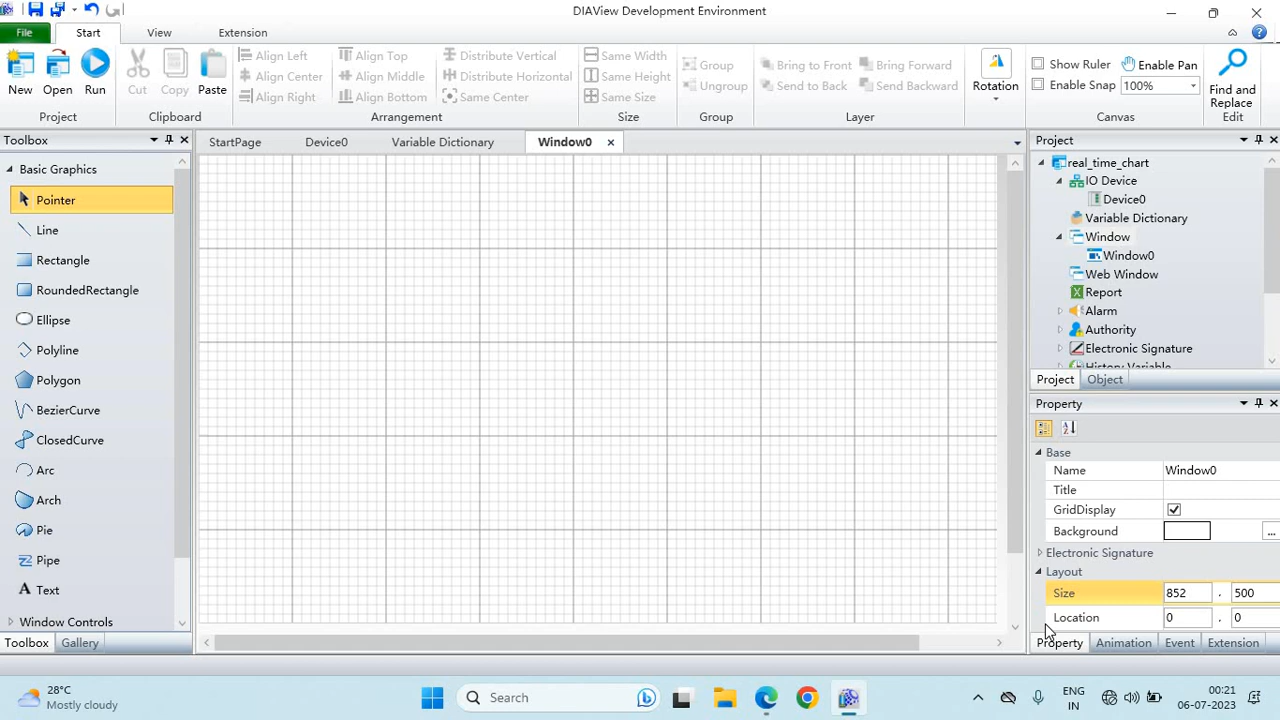 DIAView Development Environment
File
Start
View
Extension
New
Open
Run
Project
Cut
Copy
Paste
Clipboard
Align Left
Align Center
Align Right
Align Top
Align Middle
Align Bottom
Distribute Vertical
Distribute Horizontal
Same Center
Arrangement
Same Width
Same Height
Same Size
Size
Group
Ungroup
Group
Bring to Front
Send to Back
Bring Forward
Send Backward
Layer
Rotation
Show Ruler
Enable Snap
Enable Pan
100%
Canvas
Find and
Replace
Edit
Toolbox
StartPage
Device0
Variable Dictionary
Window0
Project
Basic Graphics
Pointer
Line
Rectangle
RoundedRectangle
Ellipse
Polyline
Polygon
BezierCurve
ClosedCurve
Arc
Arch
Pie
Pipe
A Text
Window Controls
Toolbox
Gallery
real_time_chart
IO Device
Device0
Variable Dictionary
Window
Window0
Web Window
Report
Alarm
Authority
Electronic Signature
History Variable
Project
Object
Property
Base
Name
Window0
Title
GridDisplay
Background
...
Electronic Signature
Layout
Size
852 , 500
Location
0 , 0
Property
Animation
Event
Extension
28°C
Mostly cloudy
Search
ENG
IN
00:21
06-07-2023